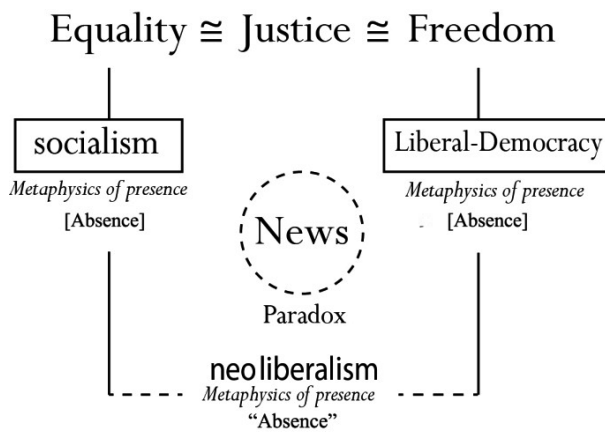 Equality ≅ Justice ≅ Freedom
socialism
Metaphysics of presence
[Absence]
Liberal-Democracy
Metaphysics of presence
[Absence]
News
Paradox
neoliberalism
Metaphysics of presence
“Absence”